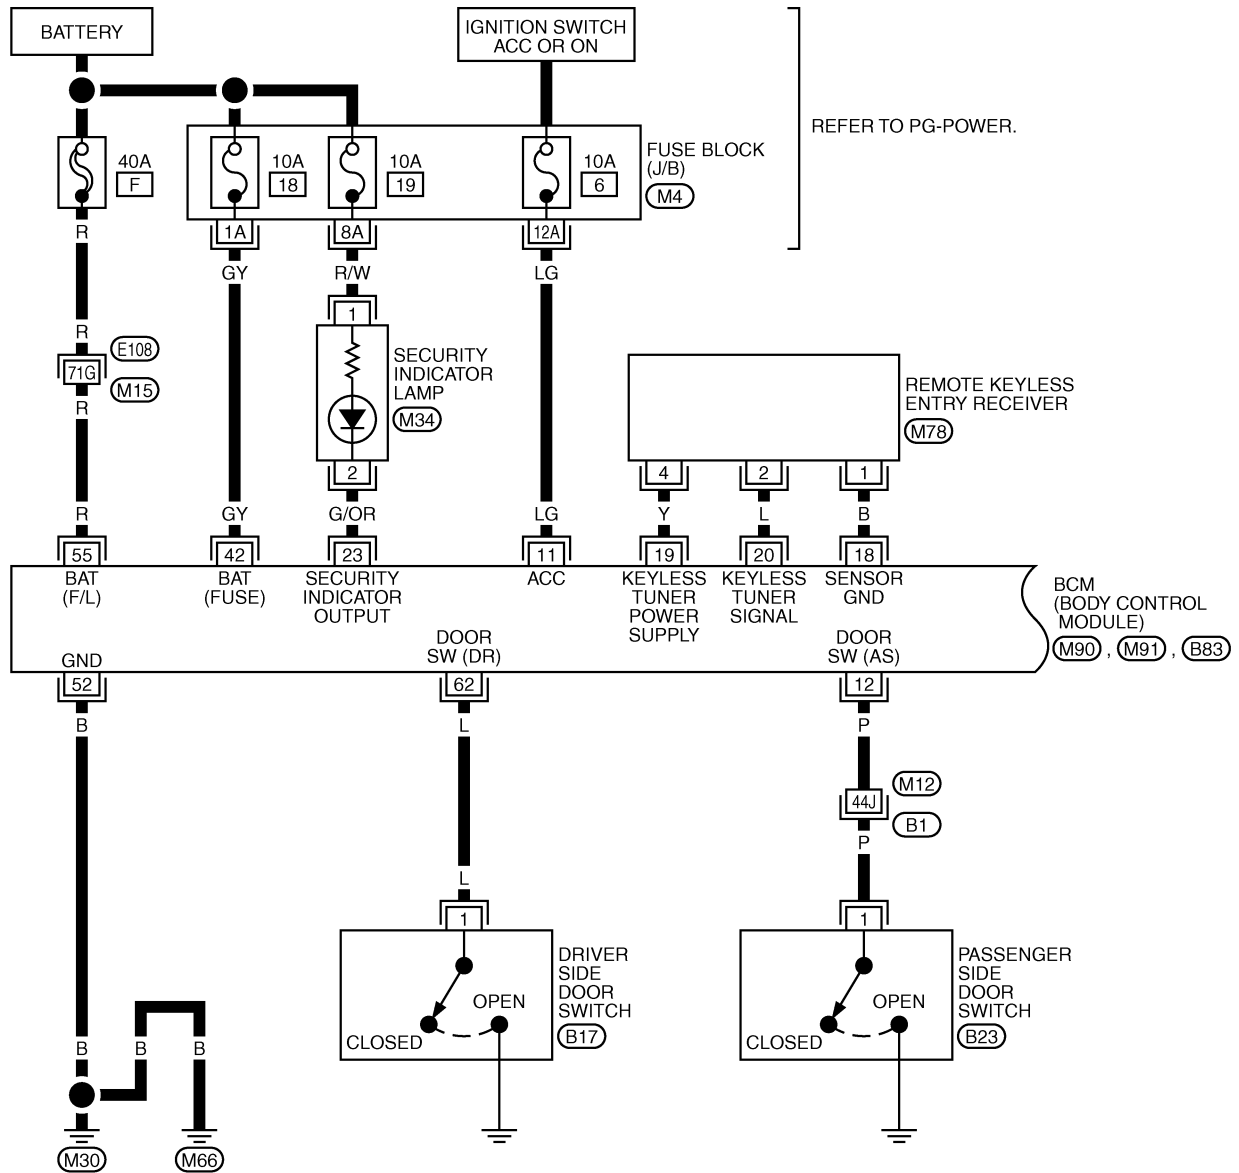 BATTERY
IGNITION SWITCH
ACC OR ON
REFER TO PG-POWER.
40A
F
10A
18
10A
19
10A
6
FUSE BLOCK
(J/B)
M4
1A
8A
12A
R
GY
R/W
LG
R
E108
71G
M15
R
1
SECURITY
INDICATOR
LAMP
M34
2
REMOTE KEYLESS
ENTRY RECEIVER
M78
4
2
1
R
GY
G/OR
LG
Y
L
B
55
42
23
11
19
20
18
BAT
(F/L)
BAT
(FUSE)
SECURITY
INDICATOR
OUTPUT
ACC
KEYLESS
TUNER
POWER
SUPPLY
KEYLESS
TUNER
SIGNAL
SENSOR
GND
BCM
(BODY CONTROL
MODULE)
M90 , M91 , B83
GND
DOOR
SW (DR)
DOOR
SW (AS)
52
62
12
B
L
P
M12
44J
B1
P
L
1
1
DRIVER
SIDE
DOOR
SWITCH
B17
OPEN
CLOSED
PASSENGER
SIDE
DOOR
SWITCH
B23
OPEN
CLOSED
B
B
B
M30
M66